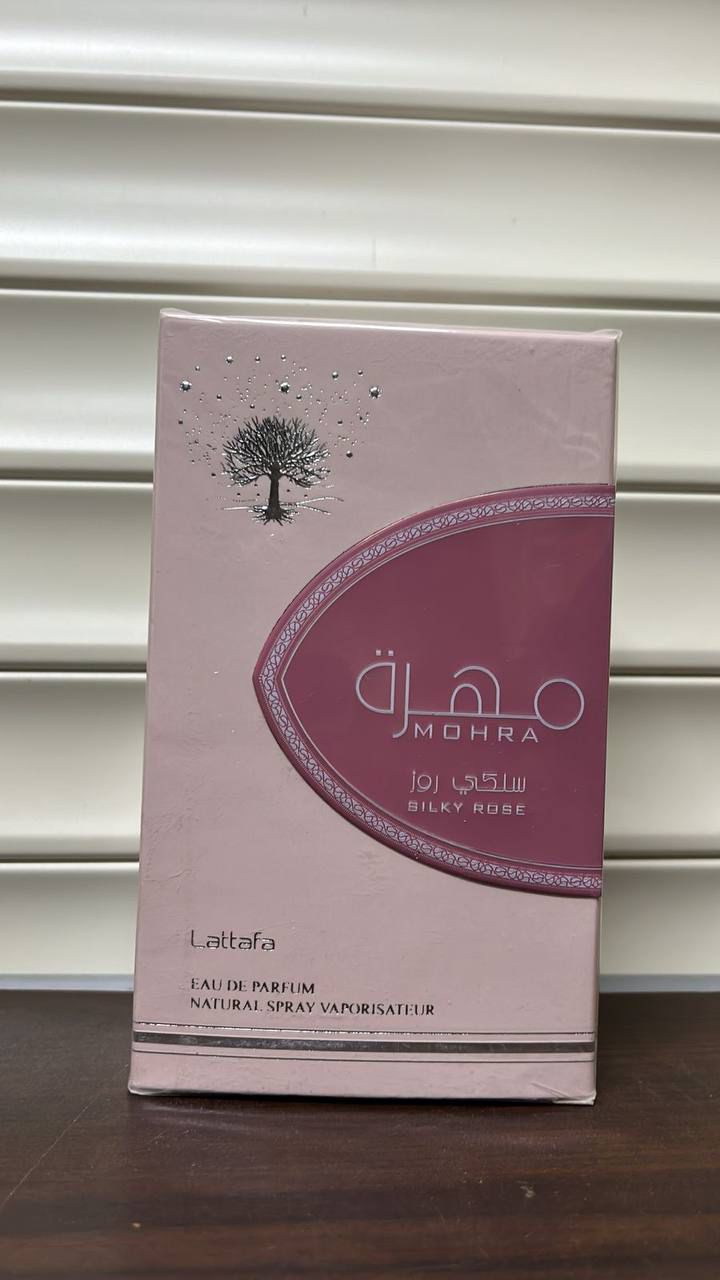 مهرة
MOHRA
سلكي روز
SILKY ROSE
Lattafa
EAU DE PARFUM
NATURAL SPRAY VAPORISATEUR